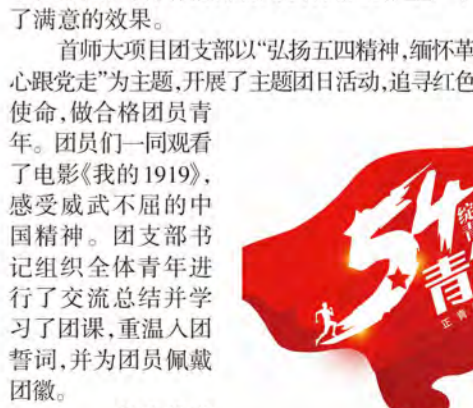 了满意的效果。
首师大项目团支部以“弘扬五四精神,缅怀革
心跟党走”为主题,开展了主题团日活动,追寻红色
使命,做合格团员青
年。团员们一同观看
了电影《我的1919》,
感受威武不屈的中
国精神。团支部书
记组织全体青年进
行了交流总结并学
习了团课,重温入团
誓词,并为团员佩戴
团徽。
54
青
正青